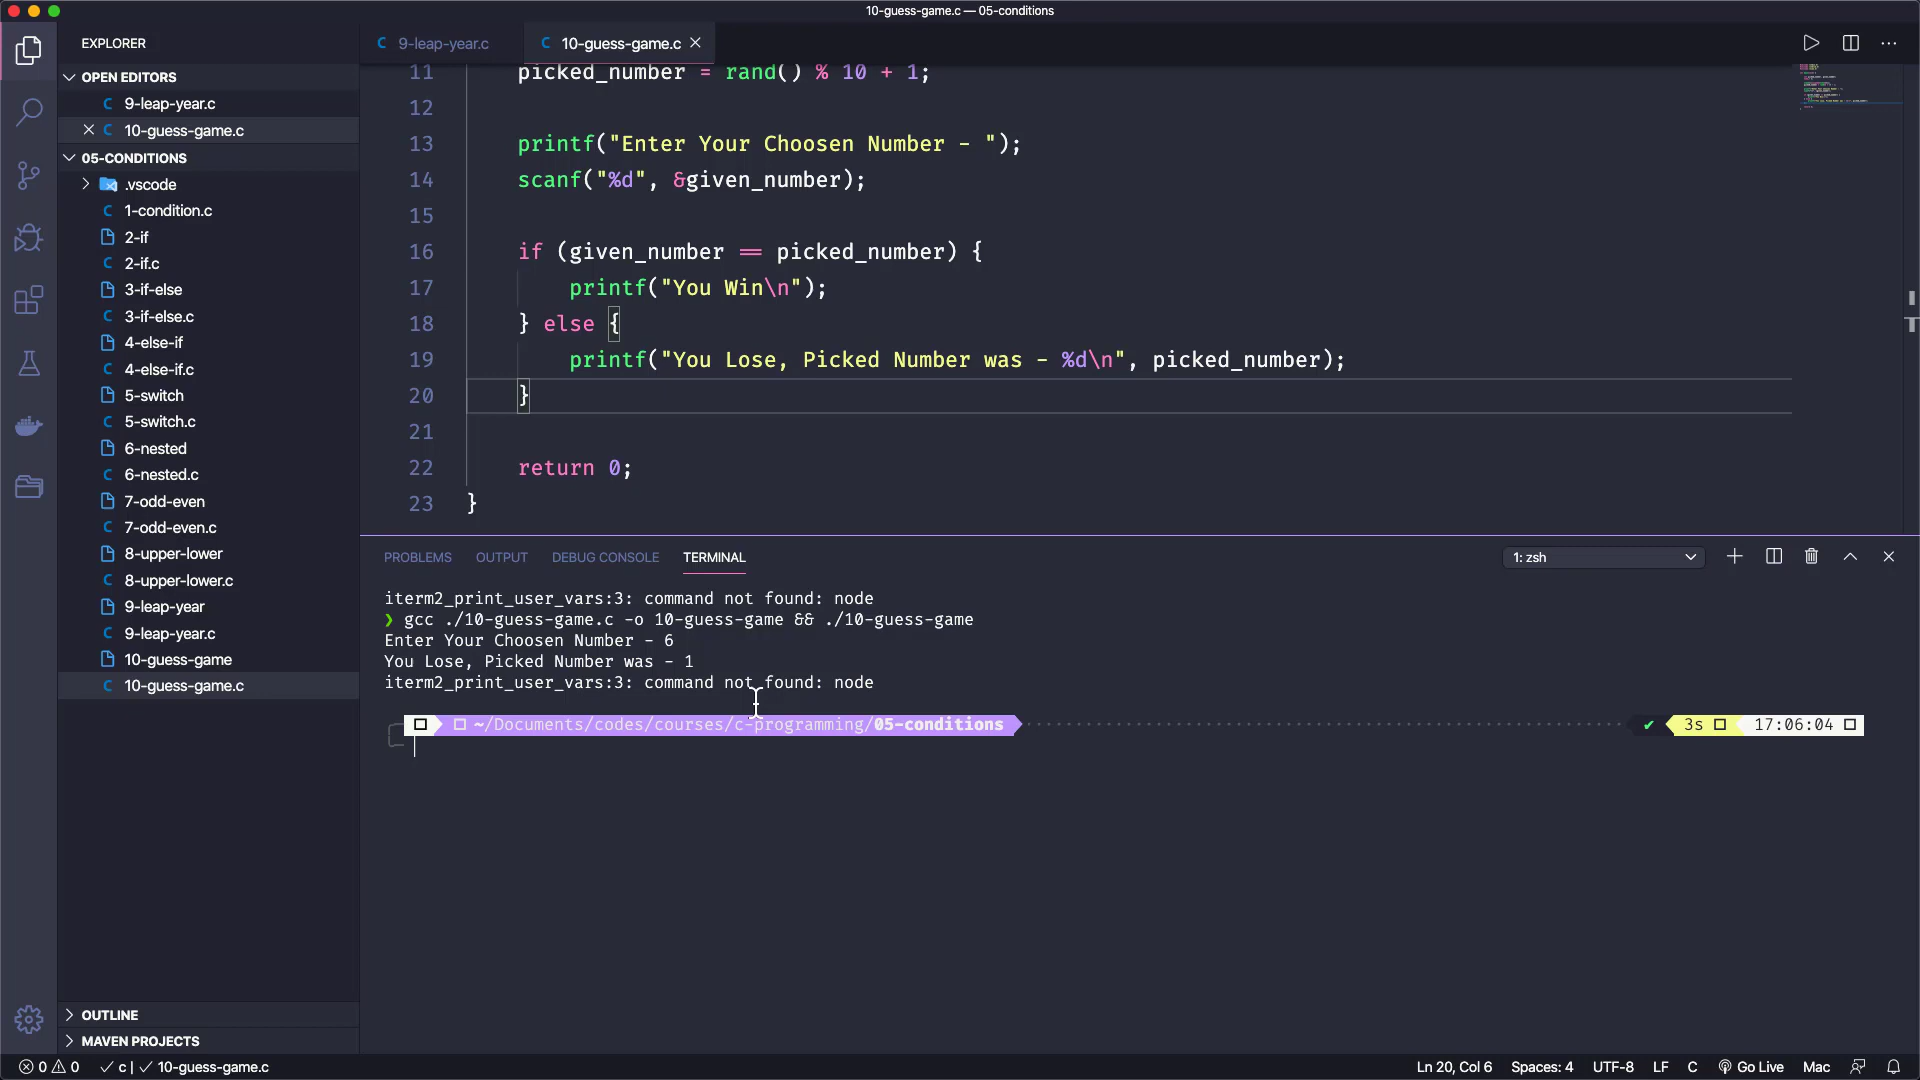 10-guess-game.c — 05-conditions
EXPLORER
OPEN EDITORS
9-leap-year.c
10-guess-game.c
05-CONDITIONS
.vscode
1-condition.c
2-if
2-if.c
3-if-else
3-if-else.c
4-else-if
4-else-if.c
5-switch
5-switch.c
6-nested
6-nested.c
7-odd-even
7-odd-even.c
8-upper-lower
8-upper-lower.c
9-leap-year
9-leap-year.c
10-guess-game
10-guess-game.c
OUTLINE
MAVEN PROJECTS
9-leap-year.c
10-guess-game.c
11 picked_number = rand() % 10 + 1;
12
13 printf("Enter Your Choosen Number - ");
14 scanf("%d", &given_number);
15
16 if (given_number == picked_number) {
17 printf("You Win\n");
18 } else {
19 printf("You Lose, Picked Number was - %d\n", picked_number);
20 }
21
22 return 0;
23 }
PROBLEMS OUTPUT DEBUG CONSOLE TERMINAL 1: zsh
iterm2_print_user_vars:3: command not found: node
❯ gcc ./10-guess-game.c -o 10-guess-game && ./10-guess-game
Enter Your Choosen Number - 6
You Lose, Picked Number was - 1
iterm2_print_user_vars:3: command not found: node
~/Documents/codes/courses/c-programming/05-conditions ✔ 3s 17:06:04
0 0 ✓ c | ✓ 10-guess-game.c Ln 20, Col 6 Spaces: 4 UTF-8 LF C Go Live Mac